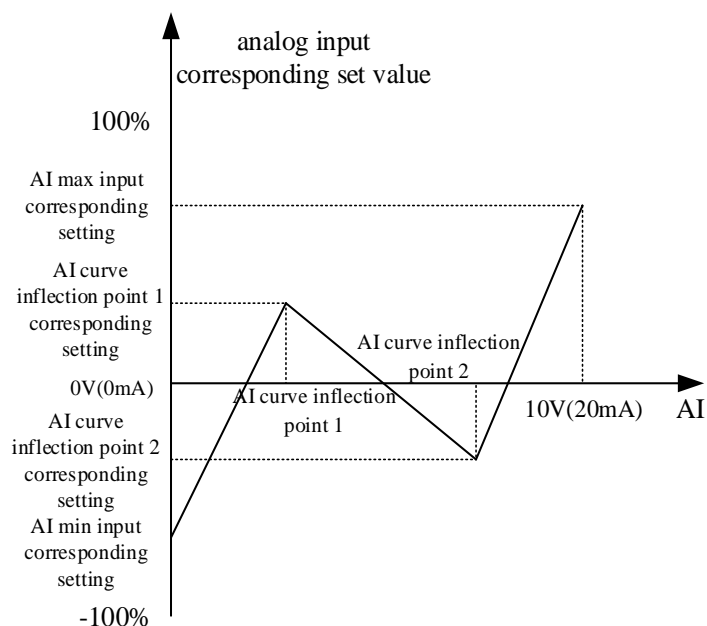 analog input
corresponding set value
100%
AI max input
corresponding
setting
AI curve
inflection point 1
corresponding
setting
AI curve inflection
point 2
0V(0mA)
AI curve inflection
point 1
10V(20mA)
AI
AI curve
inflection point 2
corresponding
setting
AI min input
corresponding
setting
-100%